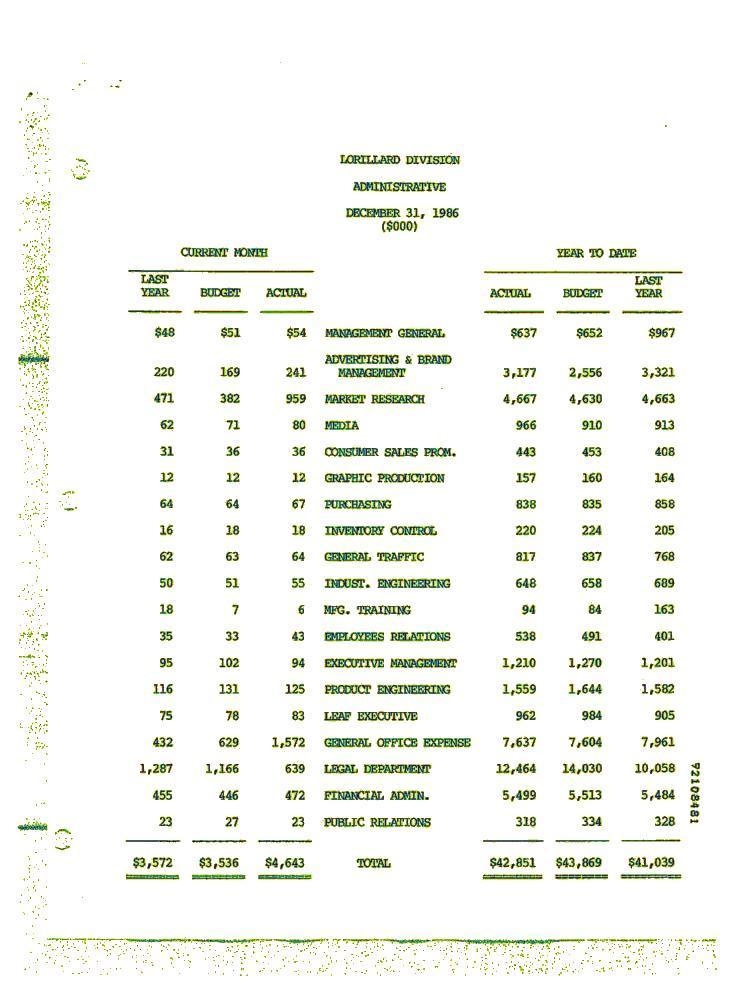 LORILLARD DIVISION
ADMINISTRATIVE
DECEMBER 31, 1986
($000)
CURRENT MONTH YEAR TO DATE
LAST LAST
YEAR BUDGET ACTUAL ACTUAL BUDGET YEAR
$48 $51 $54 MANAGEMENT GENERAL $637 $652 $967
ADVERTISING & BRAND
220 169 241 MANAGEMENT 3,177 2,556 3,321
471 382 959 MARKET RESEARCH 4,667 4,630 4,663
62 71 80 MEDIA 966 910 913
31 36 36 CONSUMER SALES PROM. 443 453 408
12 12 12 GRAPHIC PRODUCTION 157 160 164
64 64 67 PURCHASING 838 835 858
16 18 18 INVENTORY CONTROL 220 224 205
62 63 64 GENERAL TRAFFIC 817 837 768
50 51 55 INDUST. ENGINEERING 648 658 689
18 7 6 MFG. TRAINING 94 84 163
35 33 43 EMPLOYEES RELATIONS 538 491 401
95 102 94 EXECUTIVE MANAGEMENT 1,210 1,270 1,201
116 131 125 PRODUCT ENGINEERING 1,559 1,644 1,582
75 78 83 LEAF EXECUTIVE 962 984 905
432 629 1,572 GENERAL OFFICE EXPENSE 7,637 7,604 7,961
1,287 1,166 639 LEGAL DEPARTMENT 12,464 14,030 10,058
455 446 472 FINANCIAL ADMIN. 5,499 5,513 5,484
23 27 23 PUBLIC RELATIONS 318 334 328
$3,572 $3,536 $4,643 TOTAL $42,851 $43,869 $41,039
92108481